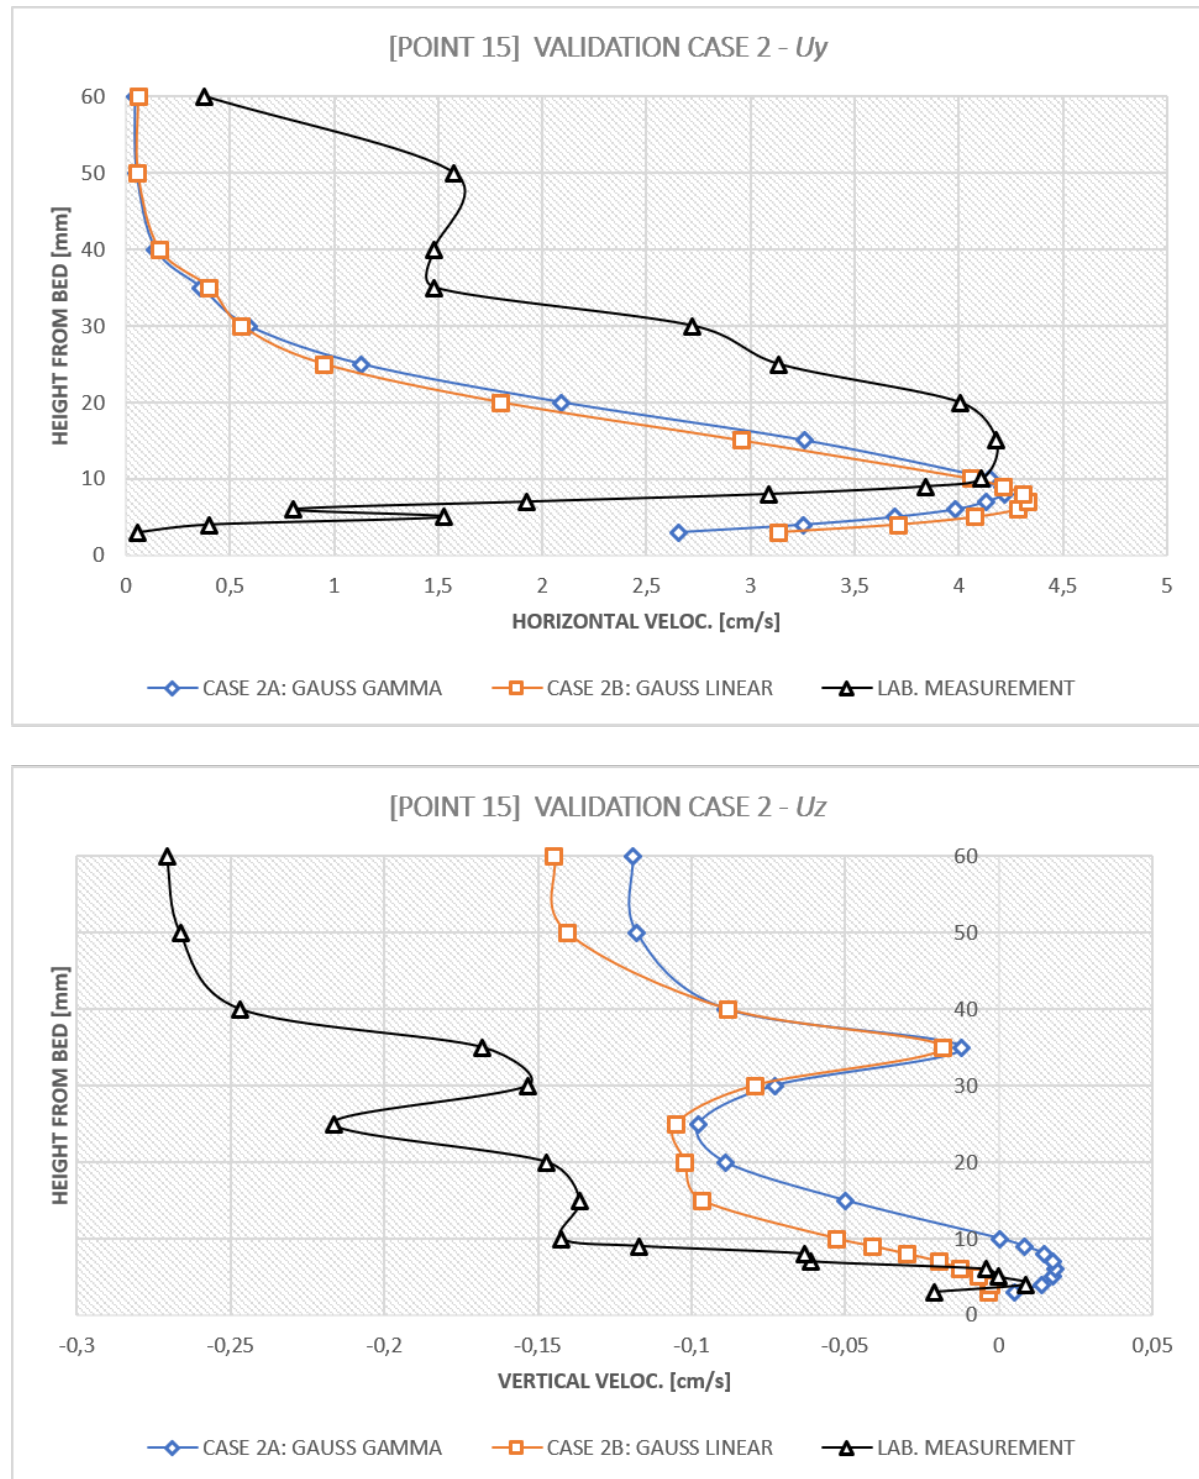 [POINT 15]  VALIDATION CASE 2 - Uy
HEIGHT FROM BED [mm]
60
50
40
30
20
10
0
0 0,5 1 1,5 2 2,5 3 3,5 4 4,5 5
HORIZONTAL VELOC. [cm/s]
CASE 2A: GAUSS GAMMA CASE 2B: GAUSS LINEAR LAB. MEASUREMENT
[POINT 15]  VALIDATION CASE 2 - Uz
HEIGHT FROM BED [mm]
60
50
40
30
20
10
0
-0,3 -0,25 -0,2 -0,15 -0,1 -0,05 0 0,05
VERTICAL VELOC. [cm/s]
CASE 2A: GAUSS GAMMA CASE 2B: GAUSS LINEAR LAB. MEASUREMENT